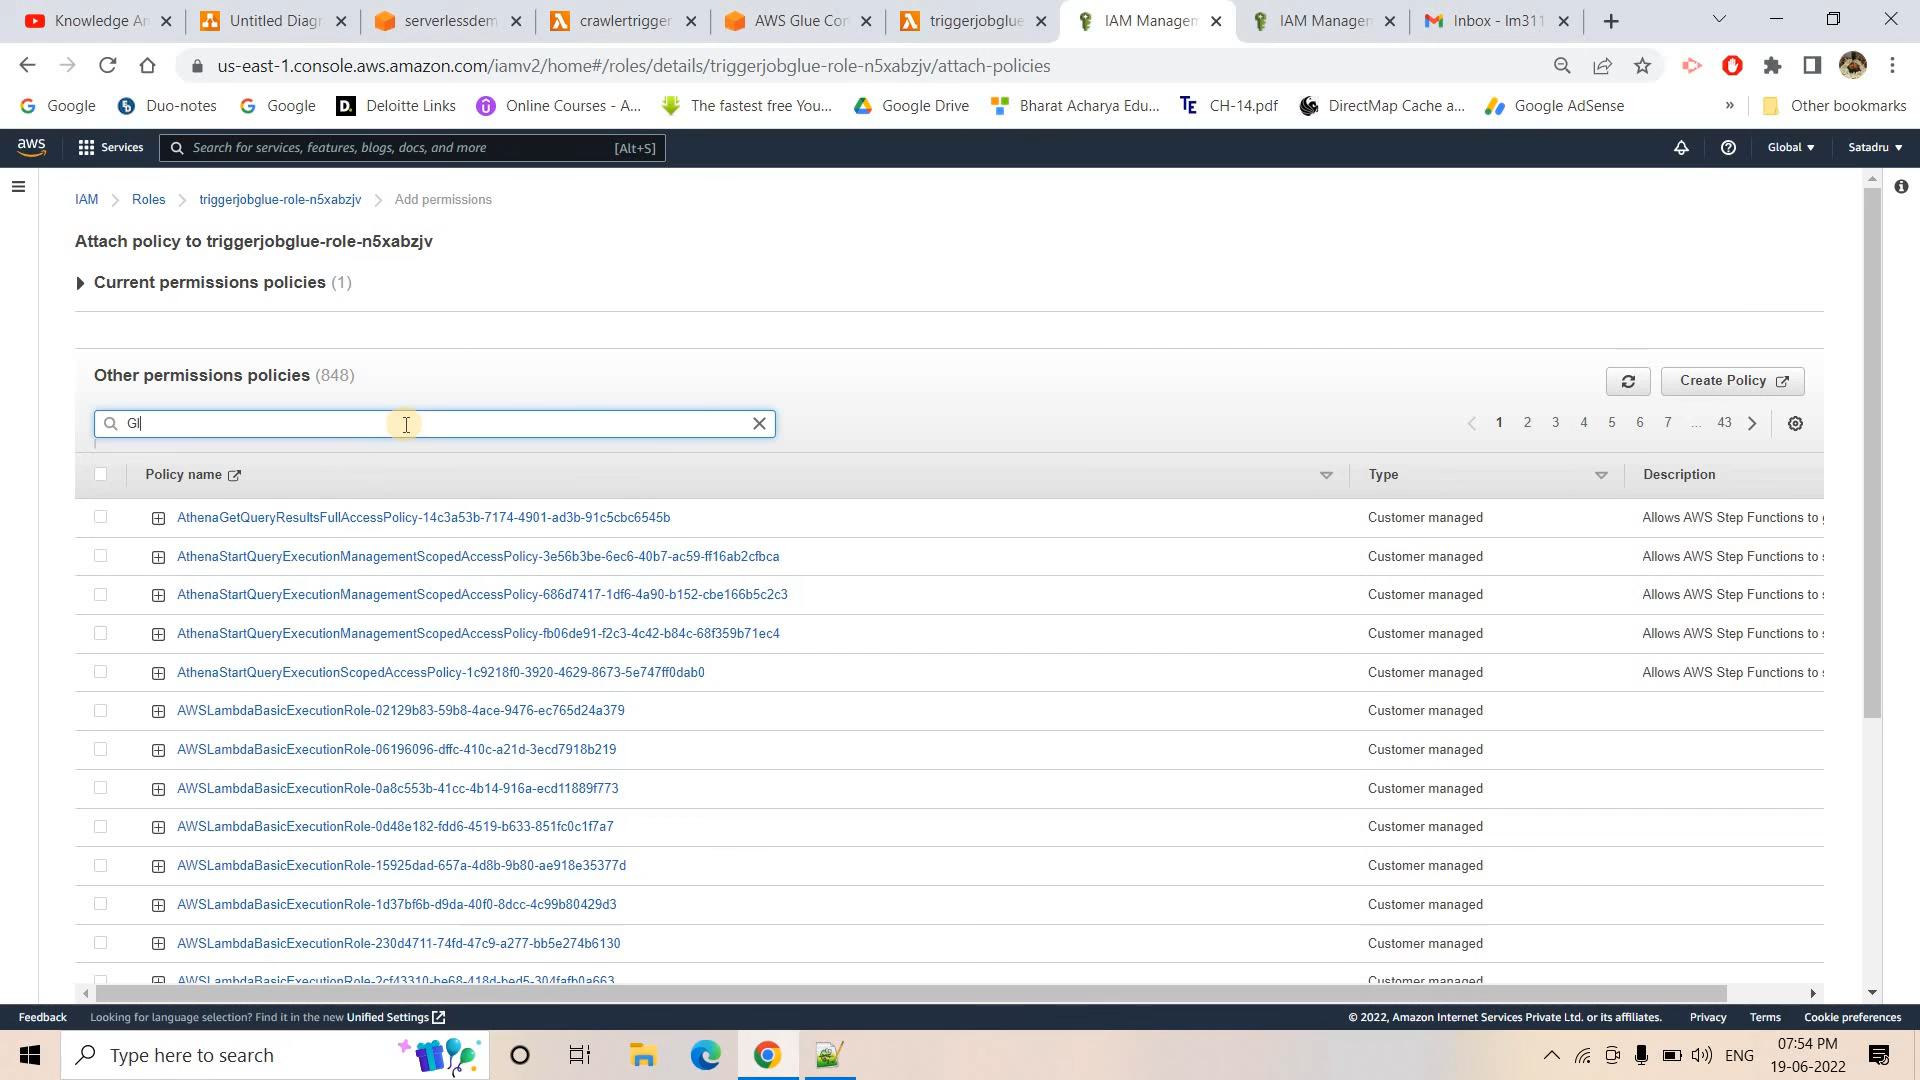 Knowledge Am
Untitled Diagr
serverlessdem
crawlertrigger
AWS Glue Con
triggerjobglue
IAM Managem
IAM Managem
Inbox - lm311
us-east-1.console.aws.amazon.com/iamv2/home#/roles/details/triggerjobglue-role-n5xabzjv/attach-policies
Google
Duo-notes
Google
Deloitte Links
Online Courses - A...
The fastest free You...
Google Drive
Bharat Acharya Edu...
CH-14.pdf
DirectMap Cache a...
Google AdSense
»
Other bookmarks
aws
Services
Search for services, features, blogs, docs, and more
[Alt+S]
Global
Satadru
IAM
Roles
triggerjobglue-role-n5xabzjv
Add permissions
Attach policy to triggerjobglue-role-n5xabzjv
Current permissions policies (1)
Other permissions policies (848)
Create Policy
Gl
1 2 3 4 5 6 7 ... 43
Policy name
Type
Description
AthenaGetQueryResultsFullAccessPolicy-14c3a53b-7174-4901-ad3b-91c5cbc6545b Customer managed Allows AWS Step Functions to
AthenaStartQueryExecutionManagementScopedAccessPolicy-3e56b3be-6ec6-40b7-ac59-ff16ab2cfbca Customer managed Allows AWS Step Functions to
AthenaStartQueryExecutionManagementScopedAccessPolicy-686d7417-1df6-4a90-b152-cbe166b5c2c3 Customer managed Allows AWS Step Functions to
AthenaStartQueryExecutionManagementScopedAccessPolicy-fb06de91-f2c3-4c42-b84c-68f359b71ec4 Customer managed Allows AWS Step Functions to
AthenaStartQueryExecutionScopedAccessPolicy-1c9218f0-3920-4629-8673-5e747ff0dab0 Customer managed Allows AWS Step Functions to
AWSLambdaBasicExecutionRole-02129b83-59b8-4ace-9476-ec765d24a379 Customer managed
AWSLambdaBasicExecutionRole-06196096-dffc-410c-a21d-3ecd7918b219 Customer managed
AWSLambdaBasicExecutionRole-0a8c553b-41cc-4b14-916a-ecd11889f773 Customer managed
AWSLambdaBasicExecutionRole-0d48e182-fdd6-4519-b633-851fc0c1f7a7 Customer managed
AWSLambdaBasicExecutionRole-15925dad-657a-4d8b-9b80-ae918e35377d Customer managed
AWSLambdaBasicExecutionRole-1d37bf6b-d9da-40f0-8dcc-4c99b80429d3 Customer managed
AWSLambdaBasicExecutionRole-230d4711-74fd-47c9-a277-bb5e274b6130 Customer managed
AWSLambdaBasicExecutionRole-2cf43310-be68-418d-bed5-304fafb0a663 Customer managed
Feedback
Looking for language selection? Find it in the new Unified Settings
© 2022, Amazon Internet Services Private Ltd. or its affiliates.
Privacy
Terms
Cookie preferences
Type here to search
ENG
07:54 PM
19-06-2022